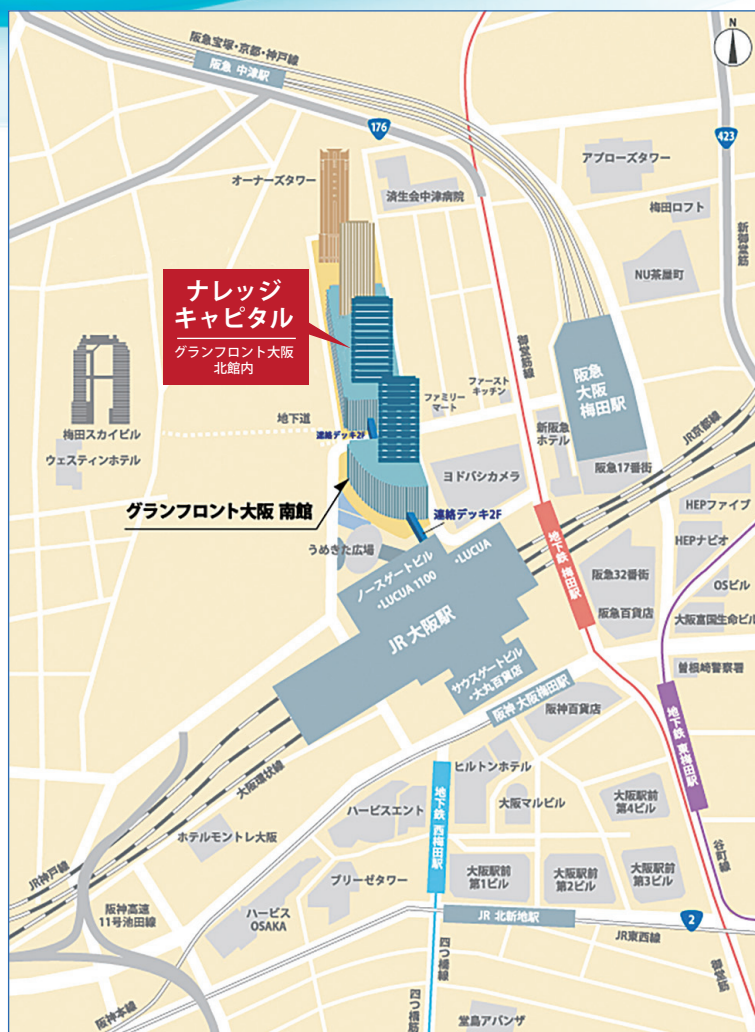 N
阪急宝塚・京都・神戸線
阪急 中津駅
176
423
アプローズタワー
オーナーズタワー
済生会中津病院
梅田ロフト
新御堂筋
NU茶屋町
ナレッジ
キャピタル
グランフロント大阪
北館内
御堂筋線
阪急
大阪
梅田駅
ファースト
キッチン
ファミリー
マート
JR京都線
新阪急
ホテル
地下道
連絡デッキ2F
梅田スカイビル
ウェスティンホテル
ヨドバシカメラ
阪急17番街
グランフロント大阪 南館
連絡デッキ2F
HEPファイブ
うめきた広場
ノースゲートビル
・LUCUA 1100
・LUCUA
地下鉄 梅田駅
HEPナビオ
阪急32番街
OSビル
阪急百貨店
大阪富国生命ビル
JR 大阪駅
サウスゲートビル
・大丸百貨店
曽根崎警察署
阪神 大阪梅田駅
阪神百貨店
地下鉄 東梅田駅
大阪環状線
ヒルトンホテル
地下鉄 西梅田駅
大阪マルビル
大阪駅前
第4ビル
ハービスエント
ホテルモントレ大阪
谷町線
JR神戸線
ブリーゼタワー
大阪駅前
第1ビル
大阪駅前
第2ビル
大阪駅前
第3ビル
阪神高速
11号池田線
ハービス
OSAKA
JR 北新地駅
2
JR東西線
四つ橋線
御堂筋
阪神本線
四つ橋筋
堂島アバンザ